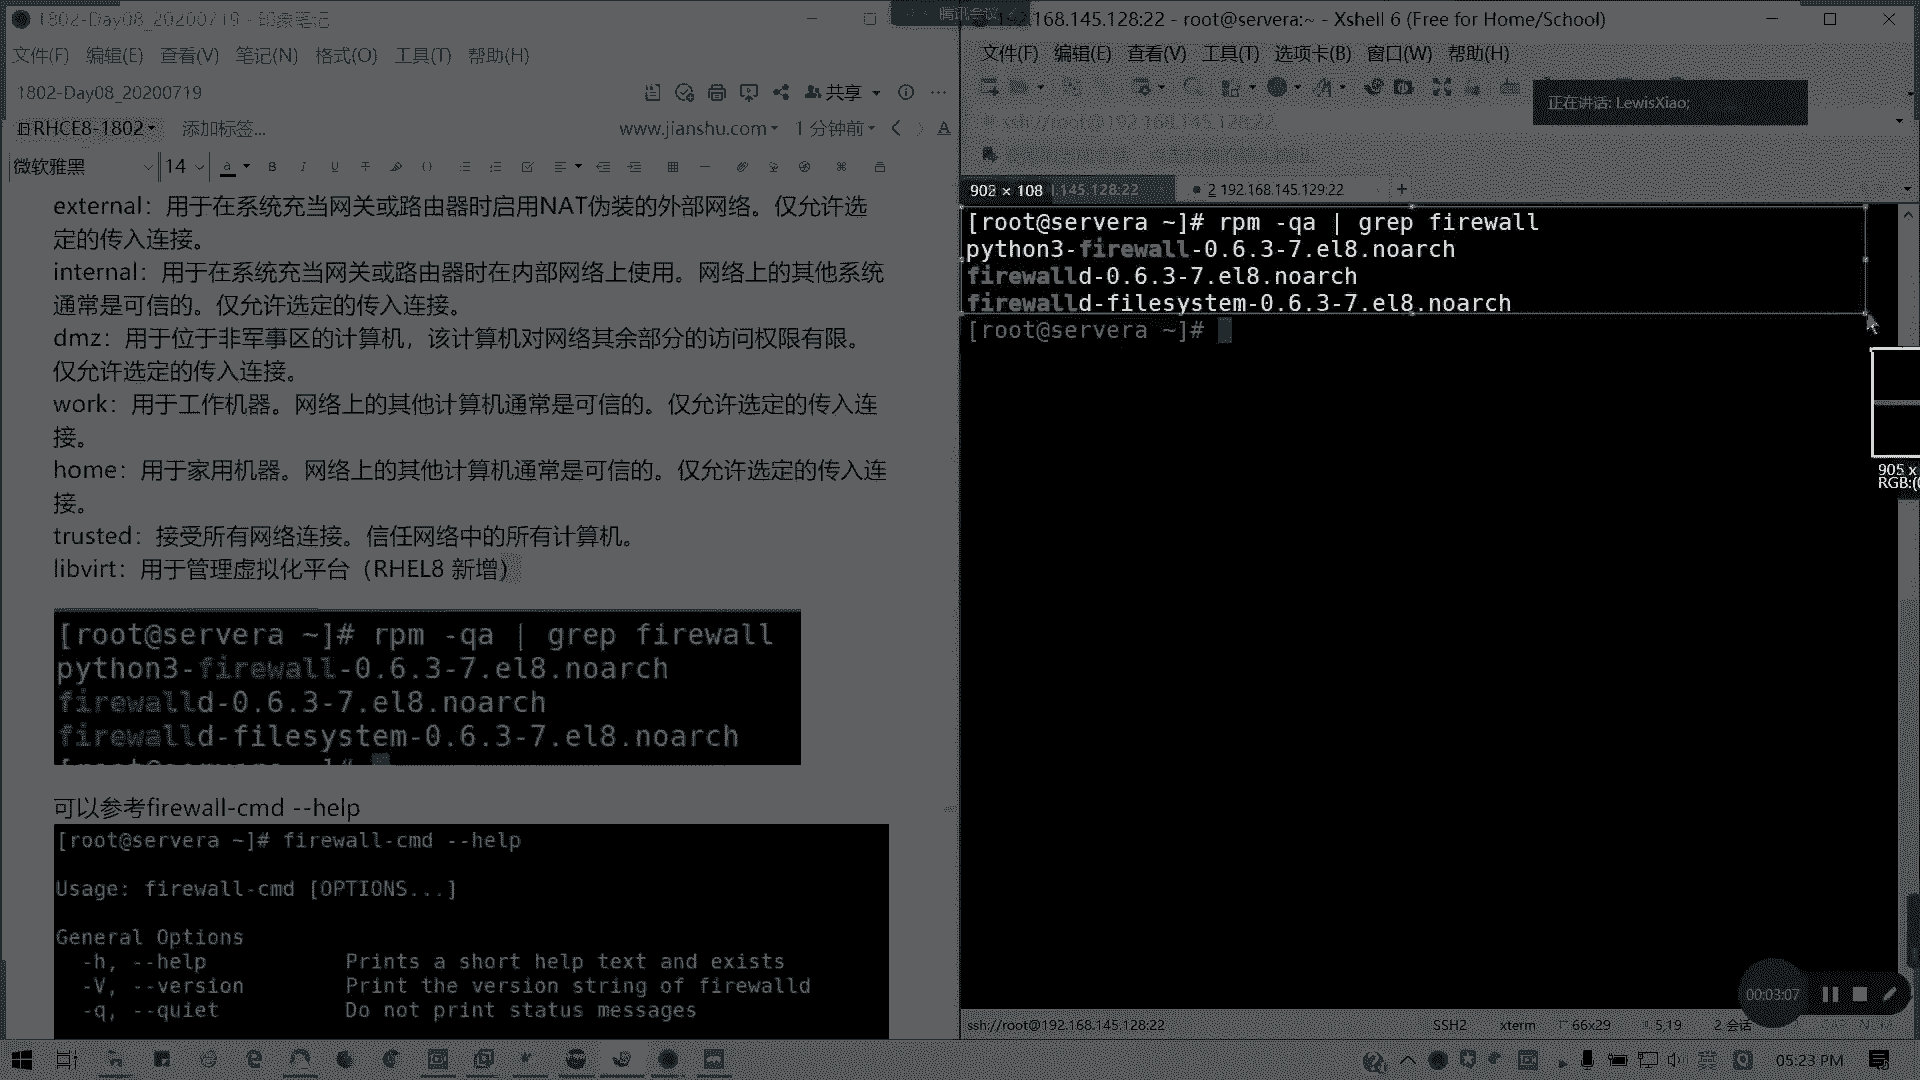 1802-Day08_20200719 - 印象笔记
文件(F) 编辑(E) 查看(V) 笔记(N) 格式(O) 工具(T) 帮助(H)
1802-Day08_20200719
共享
RHCE8-1802 添加标签...
www.jianshu.com 1 分钟前
微软雅黑 14
external：用于在系统充当网关或路由器时启用NAT伪装的外部网络。仅允许选
定的传入连接。
internal：用于在系统充当网关或路由器时在内部网络上使用。网络上的其他系统
通常是可信的。仅允许选定的传入连接。
dmz：用于位于非军事区的计算机，该计算机对网络其余部分的访问权限有限。
仅允许选定的传入连接。
work：用于工作机器。网络上的其他计算机通常是可信的。仅允许选定的传入连
接。
home：用于家用机器。网络上的其他计算机通常是可信的。仅允许选定的传入连
接。
trusted：接受所有网络连接。信任网络中的所有计算机。
libvirt：用于管理虚拟化平台（RHEL8 新增）
[root@servera ~]# rpm -qa | grep firewall
python3-firewall-0.6.3-7.el8.noarch
firewalld-0.6.3-7.el8.noarch
firewalld-filesystem-0.6.3-7.el8.noarch
可以参考firewall-cmd --help
[root@servera ~]# firewall-cmd --help
Usage: firewall-cmd [OPTIONS...]
General Options
-h, --help Prints a short help text and exists
-V, --version Print the version string of firewalld
-q, --quiet Do not print status messages
腾讯会议
192.168.145.128:22 - root@servera:~ - Xshell 6 (Free for Home/School)
文件(F) 编辑(E) 查看(V) 工具(T) 选项卡(B) 窗口(W) 帮助(H)
正在讲话: LewisXiao;
ssh://root@192.168.145.128:22
902 × 108 .145.128:22 2 192.168.145.129:22 +
[root@servera ~]# rpm -qa | grep firewall
python3-firewall-0.6.3-7.el8.noarch
firewalld-0.6.3-7.el8.noarch
firewalld-filesystem-0.6.3-7.el8.noarch
[root@servera ~]#
905 x
RGB:(
00:03:07
ssh://root@192.168.145.128:22 SSH2 xterm 66x29 5,19 2 会话
英 05:23 PM